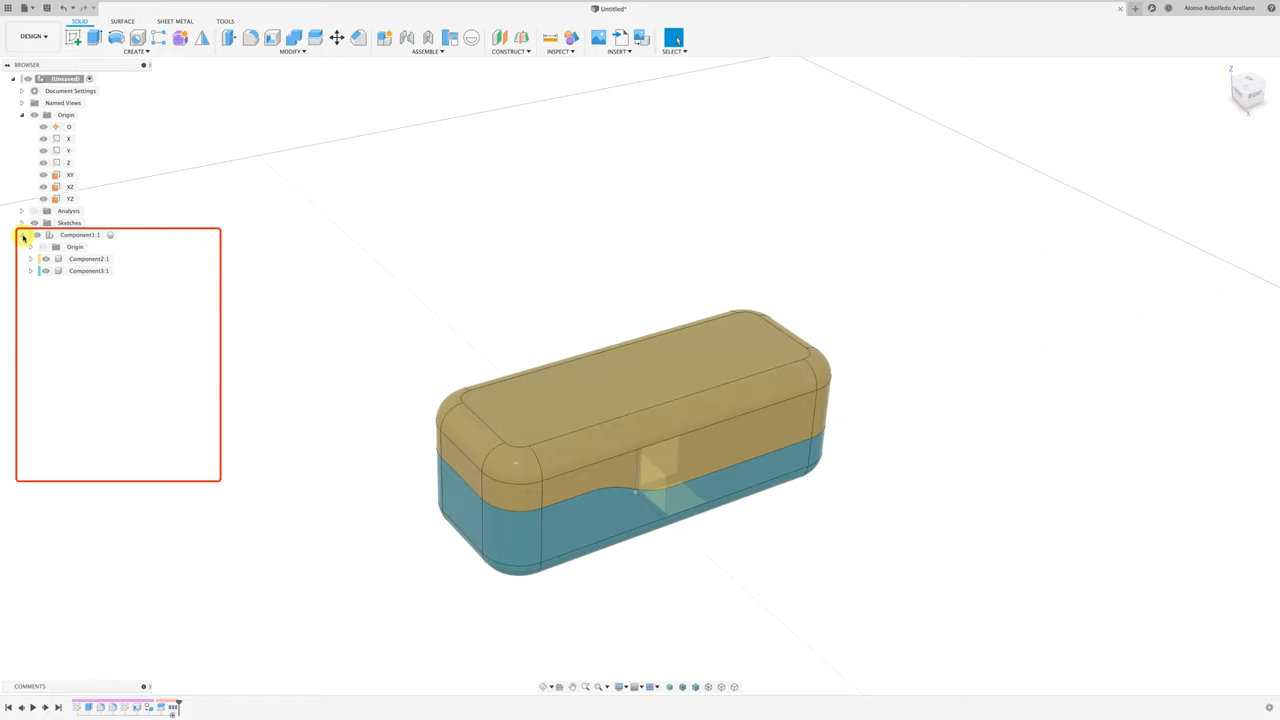 Untitled*
Alonso Rebolledo Arellano
DESIGN
SOLID
SURFACE
SHEET METAL
TOOLS
CREATE
MODIFY
ASSEMBLE
CONSTRUCT
INSPECT
INSERT
SELECT
BROWSER
(Unsaved)
Document Settings
Named Views
Origin
O
X
Y
Z
XY
XZ
YZ
Analysis
Sketches
Component1:1
Origin
Component2:1
Component3:1
Z
RIGHT
X
COMMENTS